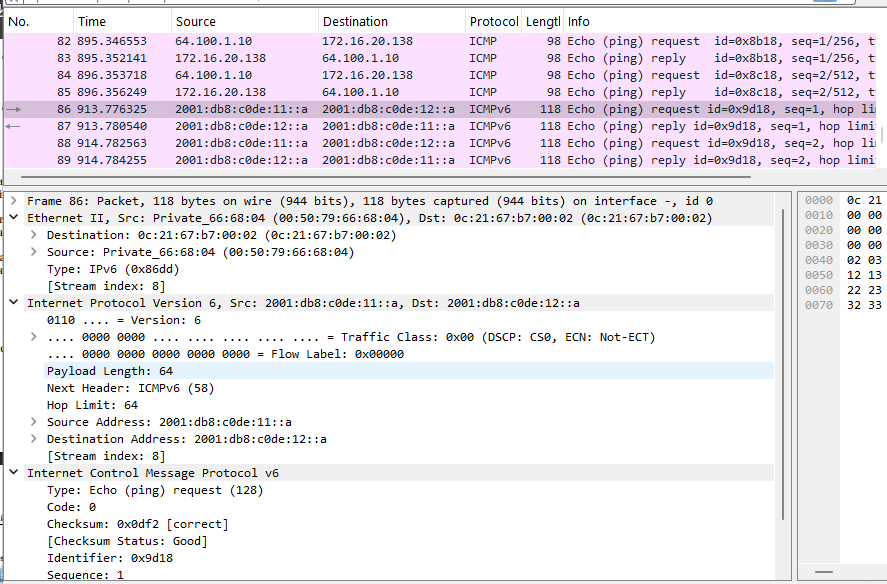 No. Time Source Destination Protocol Lengtl Info
82 895.346553 64.100.1.10 172.16.20.138 ICMP 98 Echo (ping) request id=0x8b18, seq=1/256, t
83 895.352141 172.16.20.138 64.100.1.10 ICMP 98 Echo (ping) reply id=0x8b18, seq=1/256, t
84 896.353718 64.100.1.10 172.16.20.138 ICMP 98 Echo (ping) request id=0x8c18, seq=2/512, t
85 896.356249 172.16.20.138 64.100.1.10 ICMP 98 Echo (ping) reply id=0x8c18, seq=2/512, t
86 913.776325 2001:db8:c0de:11::a 2001:db8:c0de:12::a ICMPv6 118 Echo (ping) request id=0x9d18, seq=1, hop li
87 913.780540 2001:db8:c0de:12::a 2001:db8:c0de:11::a ICMPv6 118 Echo (ping) reply id=0x9d18, seq=1, hop limi
88 914.782563 2001:db8:c0de:11::a 2001:db8:c0de:12::a ICMPv6 118 Echo (ping) request id=0x9d18, seq=2, hop li
89 914.784255 2001:db8:c0de:12::a 2001:db8:c0de:11::a ICMPv6 118 Echo (ping) reply id=0x9d18, seq=2, hop limi
Frame 86: Packet, 118 bytes on wire (944 bits), 118 bytes captured (944 bits) on interface -, id 0
Ethernet II, Src: Private_66:68:04 (00:50:79:66:68:04), Dst: 0c:21:67:b7:00:02 (0c:21:67:b7:00:02)
Destination: 0c:21:67:b7:00:02 (0c:21:67:b7:00:02)
Source: Private_66:68:04 (00:50:79:66:68:04)
Type: IPv6 (0x86dd)
[Stream index: 8]
Internet Protocol Version 6, Src: 2001:db8:c0de:11::a, Dst: 2001:db8:c0de:12::a
0110 .... = Version: 6
.... 0000 0000 .... .... .... .... .... = Traffic Class: 0x00 (DSCP: CS0, ECN: Not-ECT)
.... 0000 0000 0000 0000 0000 = Flow Label: 0x00000
Payload Length: 64
Next Header: ICMPv6 (58)
Hop Limit: 64
Source Address: 2001:db8:c0de:11::a
Destination Address: 2001:db8:c0de:12::a
[Stream index: 8]
Internet Control Message Protocol v6
Type: Echo (ping) request (128)
Code: 0
Checksum: 0x0df2 [correct]
[Checksum Status: Good]
Identifier: 0x9d18
Sequence: 1
0000 0c 21
0010 00 00
0020 00 00
0030 00 00
0040 02 03
0050 12 13
0060 22 23
0070 32 33